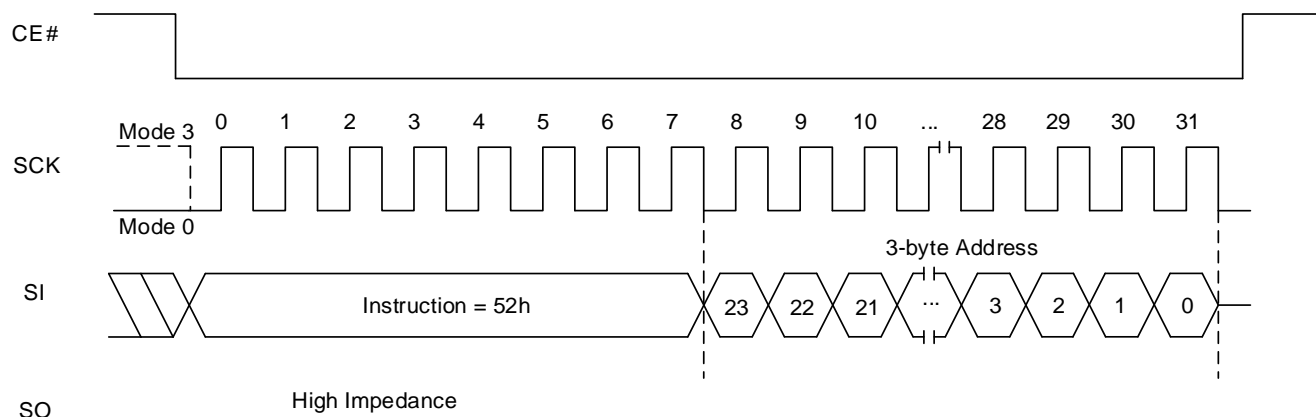 CE#
0 1 2 3 4 5 6 7 8 9 10 ... 28 29 30 31
Mode 3
SCK
Mode 0
3-byte Address
SI
Instruction = 52h 23 22 21 ... 3 2 1 0
High Impedance
SO